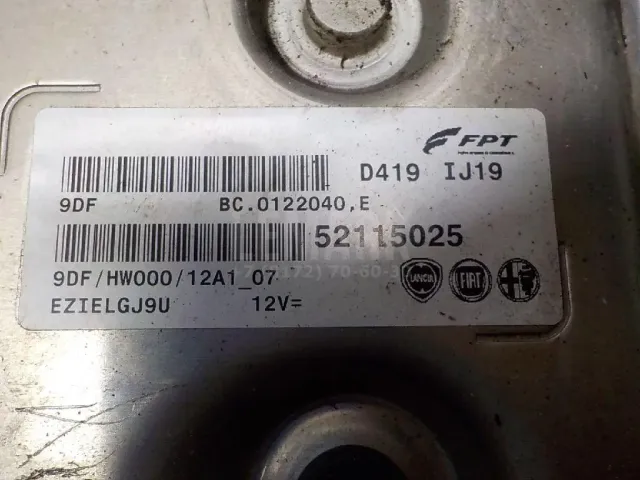 FPT
D419 IJ19
9DF BC.0122040,E
52115025
9DF/HW000/12A1_07
LANCIA FIAT
EZIELGJ9U 12V=